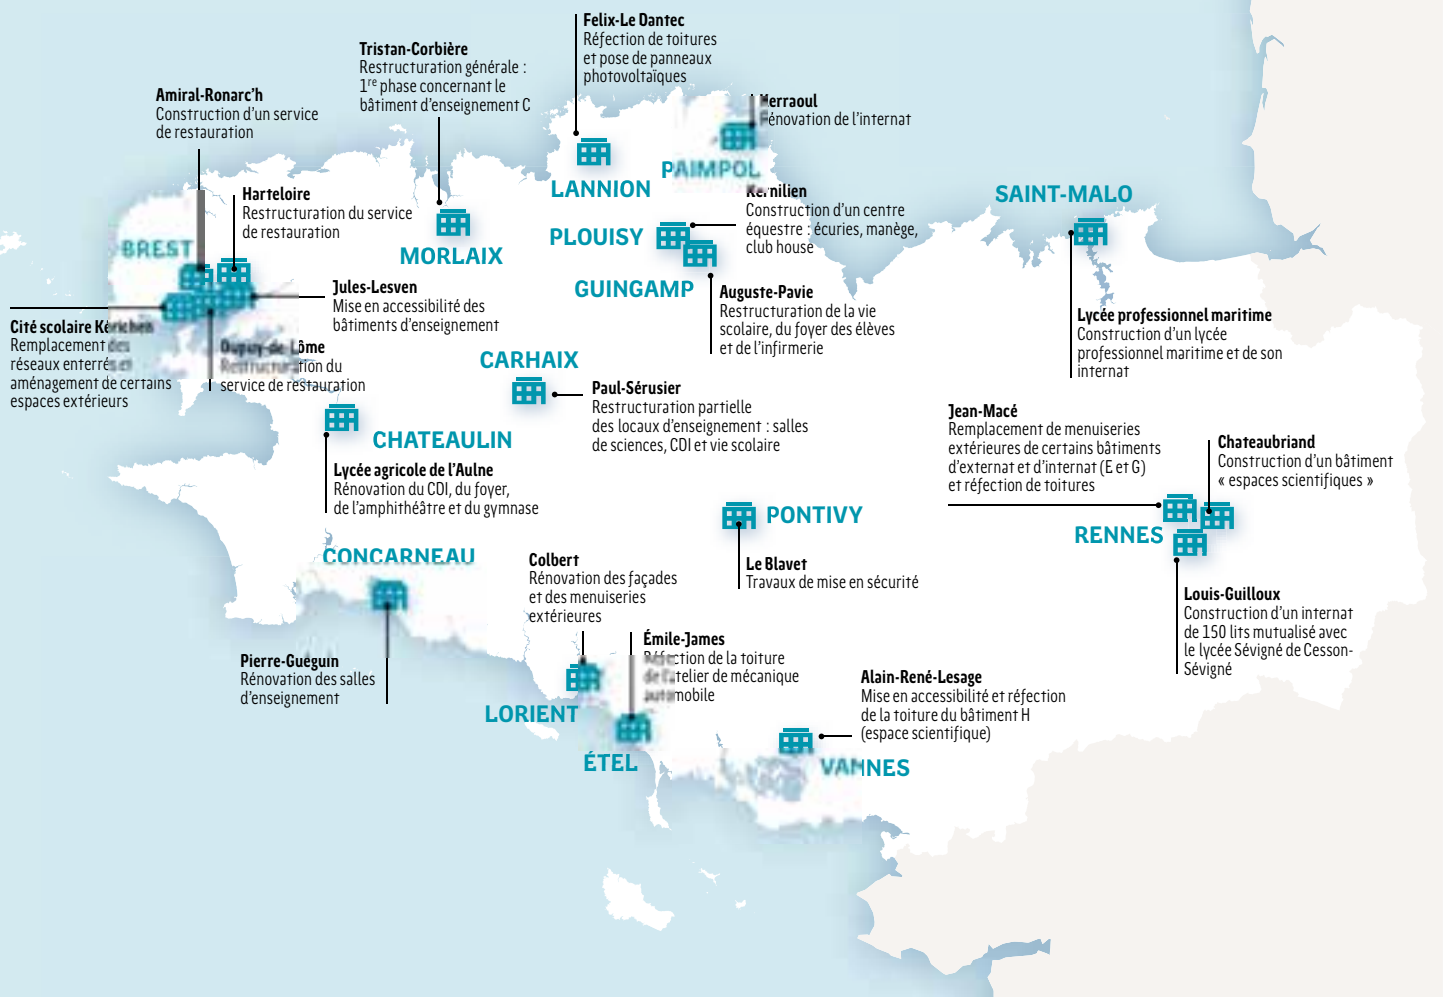 Felix-Le Dantec
Réfection de toitures
et pose de panneaux
photovoltaïques
Tristan-Corbière
Restructuration générale :
1re phase concernant le
bâtiment d'enseignement C
Amiral-Ronarc'h
Construction d'un service
de restauration
Harteloire
Restructuration du service
de restauration
Kerraoul
Rénovation de l'internat
PAIMPOL
LANNION
Kernilien
Construction d'un centre
équestre : écuries, manège,
club house
SAINT-MALO
BREST
MORLAIX
PLOUISY
GUINGAMP
Jules-Lesven
Mise en accessibilité des
bâtiments d'enseignement
Auguste-Pavie
Restructuration de la vie
scolaire, du foyer des élèves
et de l'infirmerie
Lycée professionnel maritime
Construction d'un lycée
professionnel maritime et de son
internat
Cité scolaire Kérichen
Remplacement des
réseaux enterrés et
aménagement de certains
espaces extérieurs
Dupuy-de-Lôme
Restructuration du
service de restauration
CARHAIX
Paul-Sérusier
Restructuration partielle
des locaux d'enseignement : salles
de sciences, CDI et vie scolaire
CHATEAULIN
Lycée agricole de l'Aulne
Rénovation du CDI, du foyer,
de l'amphithéâtre et du gymnase
Jean-Macé
Remplacement de menuiseries
extérieures de certains bâtiments
d'externat et d'internat (E et G)
et réfection de toitures
Chateaubriand
Construction d'un bâtiment
« espaces scientifiques »
RENNES
PONTIVY
Le Blavet
Travaux de mise en sécurité
Louis-Guilloux
Construction d'un internat
de 150 lits mutualisé avec
le lycée Sévigné de Cesson-
Sévigné
CONCARNEAU
Pierre-Guéguin
Rénovation des salles
d'enseignement
Colbert
Rénovation des façades
et des menuiseries
extérieures
Émile-James
Réfection de la toiture
de l'atelier de mécanique
automobile
LORIENT
ÉTEL
Alain-René-Lesage
Mise en accessibilité et réfection
de la toiture du bâtiment H
(espace scientifique)
VANNES